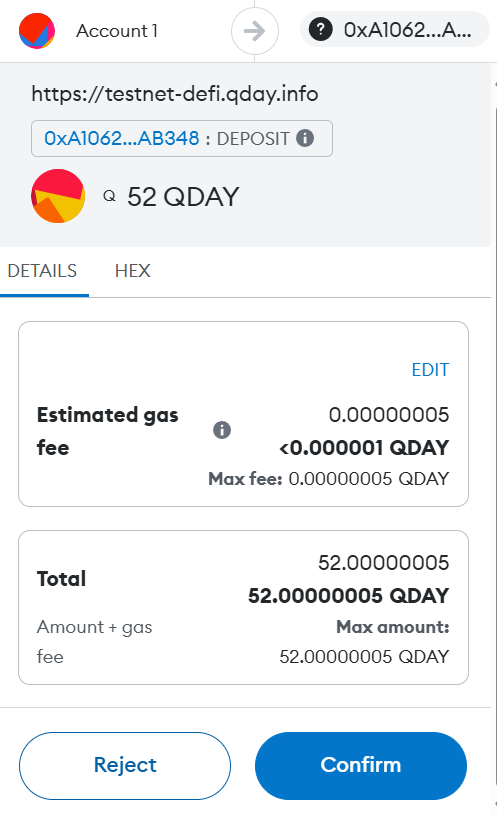 Account 1
0xA1062...A...
https://testnet-defi.qday.info
0xA1062...AB348 : DEPOSIT
Q 52 QDAY
DETAILS HEX
EDIT
Estimated gas fee
0.00000005
<0.000001 QDAY
Max fee: 0.00000005 QDAY
Total
52.00000005
52.00000005 QDAY
Amount + gas fee
Max amount:
52.00000005 QDAY
Reject Confirm